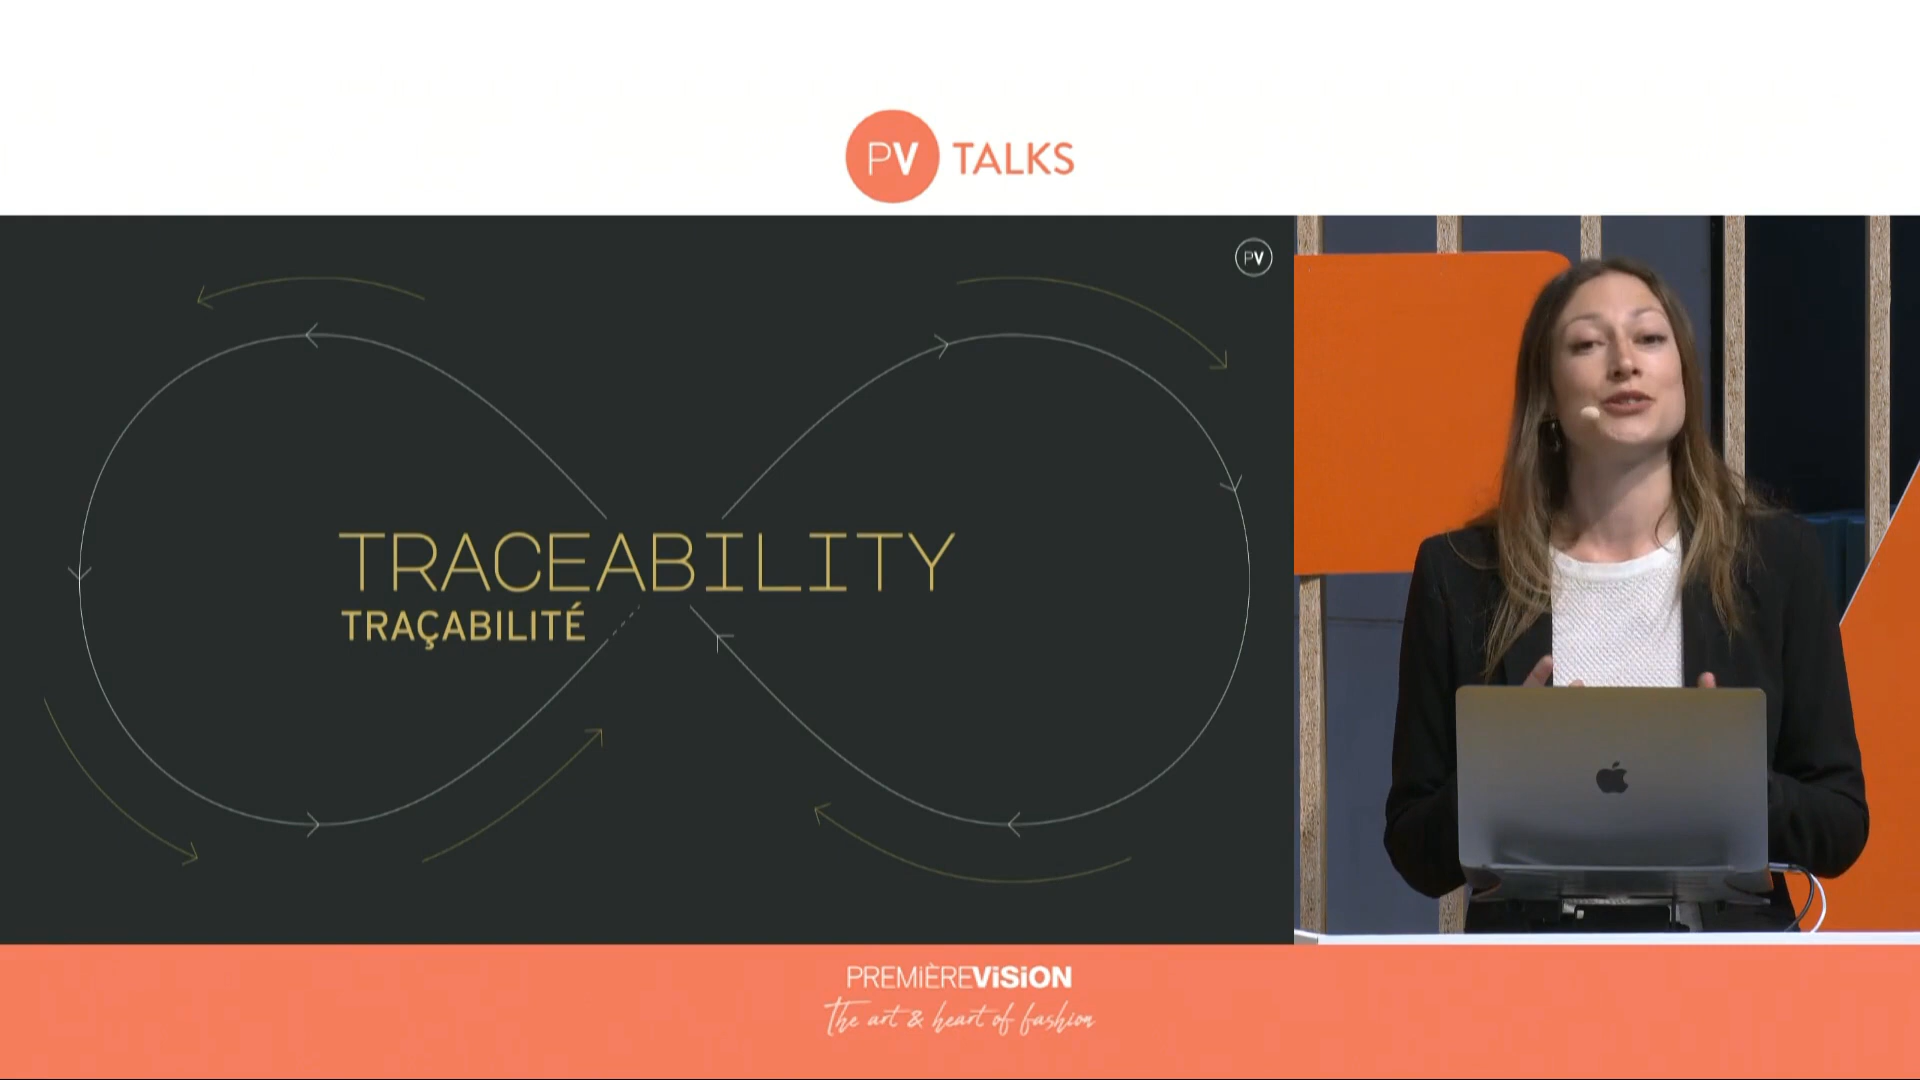 PV TALKS
PV
TRACEABILITY
TRAÇABILITÉ
PREMIÈREVISION
The art & heart of fashion